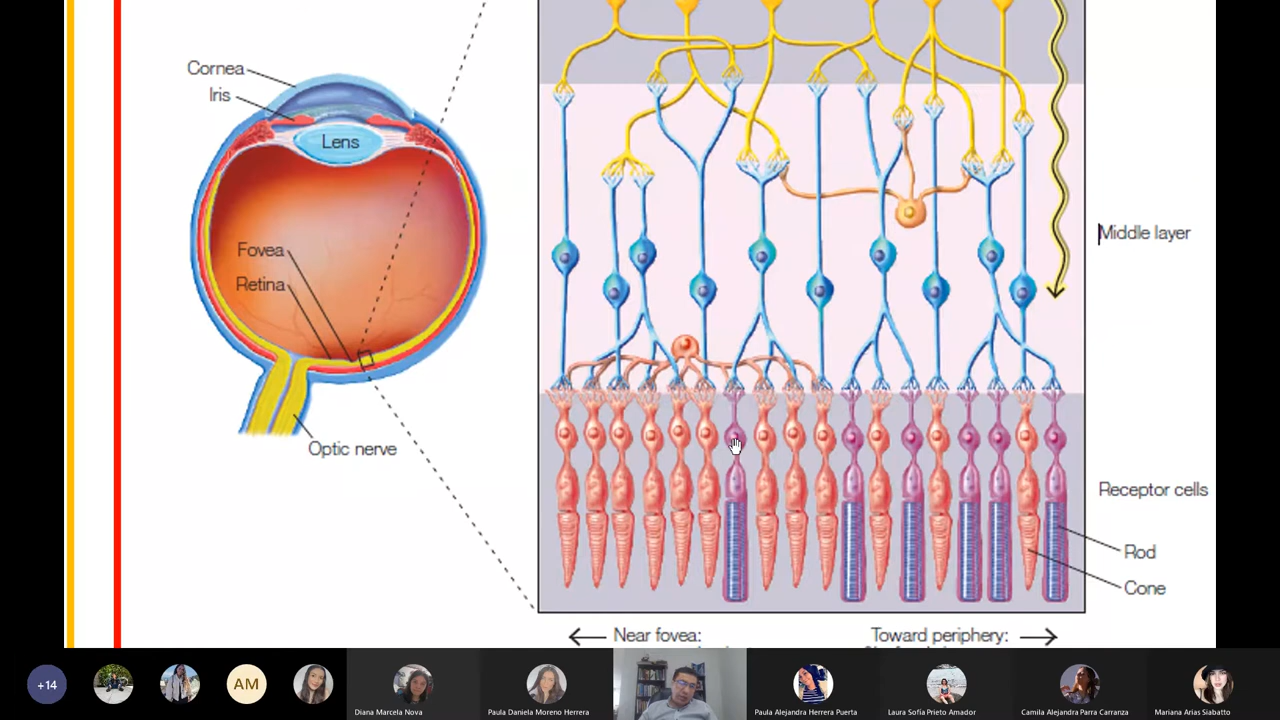 Cornea
Iris
Lens
Fovea
Retina
Optic nerve
Middle layer
Receptor cells
Rod
Cone
Near fovea:
Toward periphery:
+14
AM
Diana Marcela Nova
Paula Daniela Moreno Herrera
Paula Alejandra Herrera Puerta
Laura Sofía Prieto Amador
Camila Alejandra Parra Carranza
Mariana Arias Siabatto